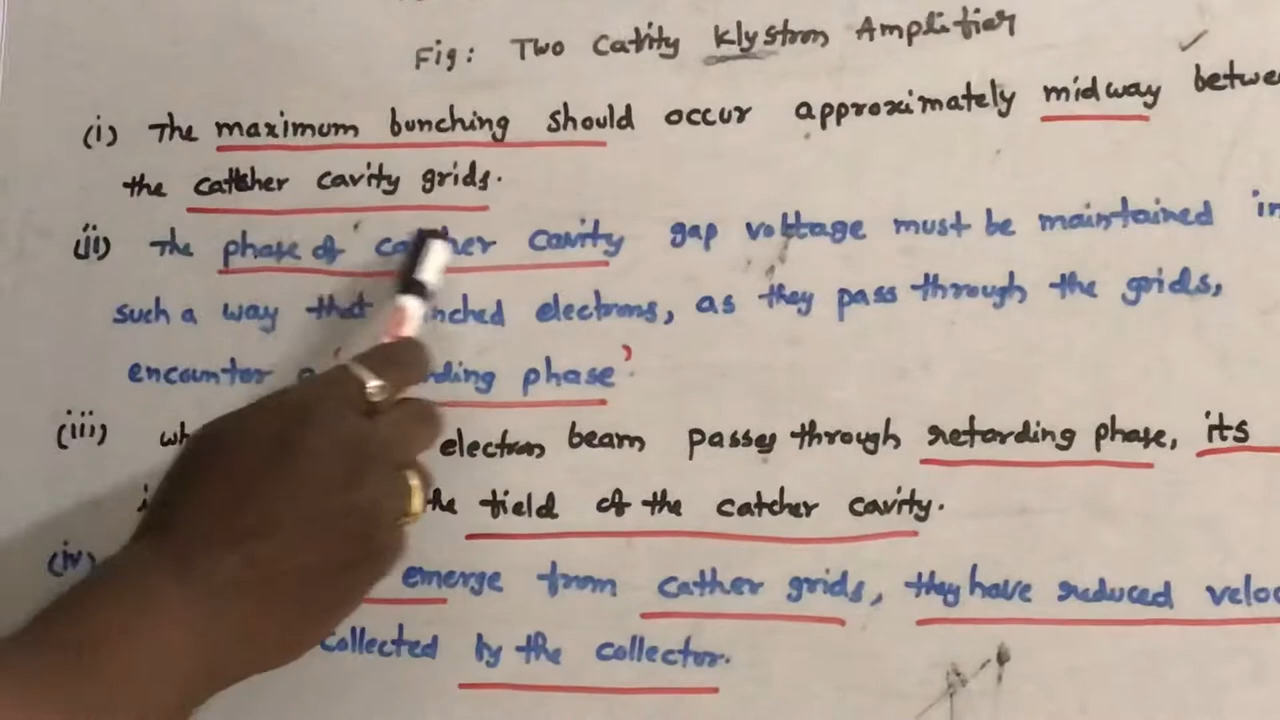 Fig: Two Cavity Klystron Amplifier
(i) The maximum bunching should occur approximately midway
the catcher cavity grids.
(ii) The phase of cavity gap voltage must be maintained in
such a way that electrons, as they pass through the grids,
encounter phase'
(iii) electron beam passes through retarding phase, its
the field of the catcher cavity.
(iv) emerge from cather grids, they have reduced
collected by the collector.